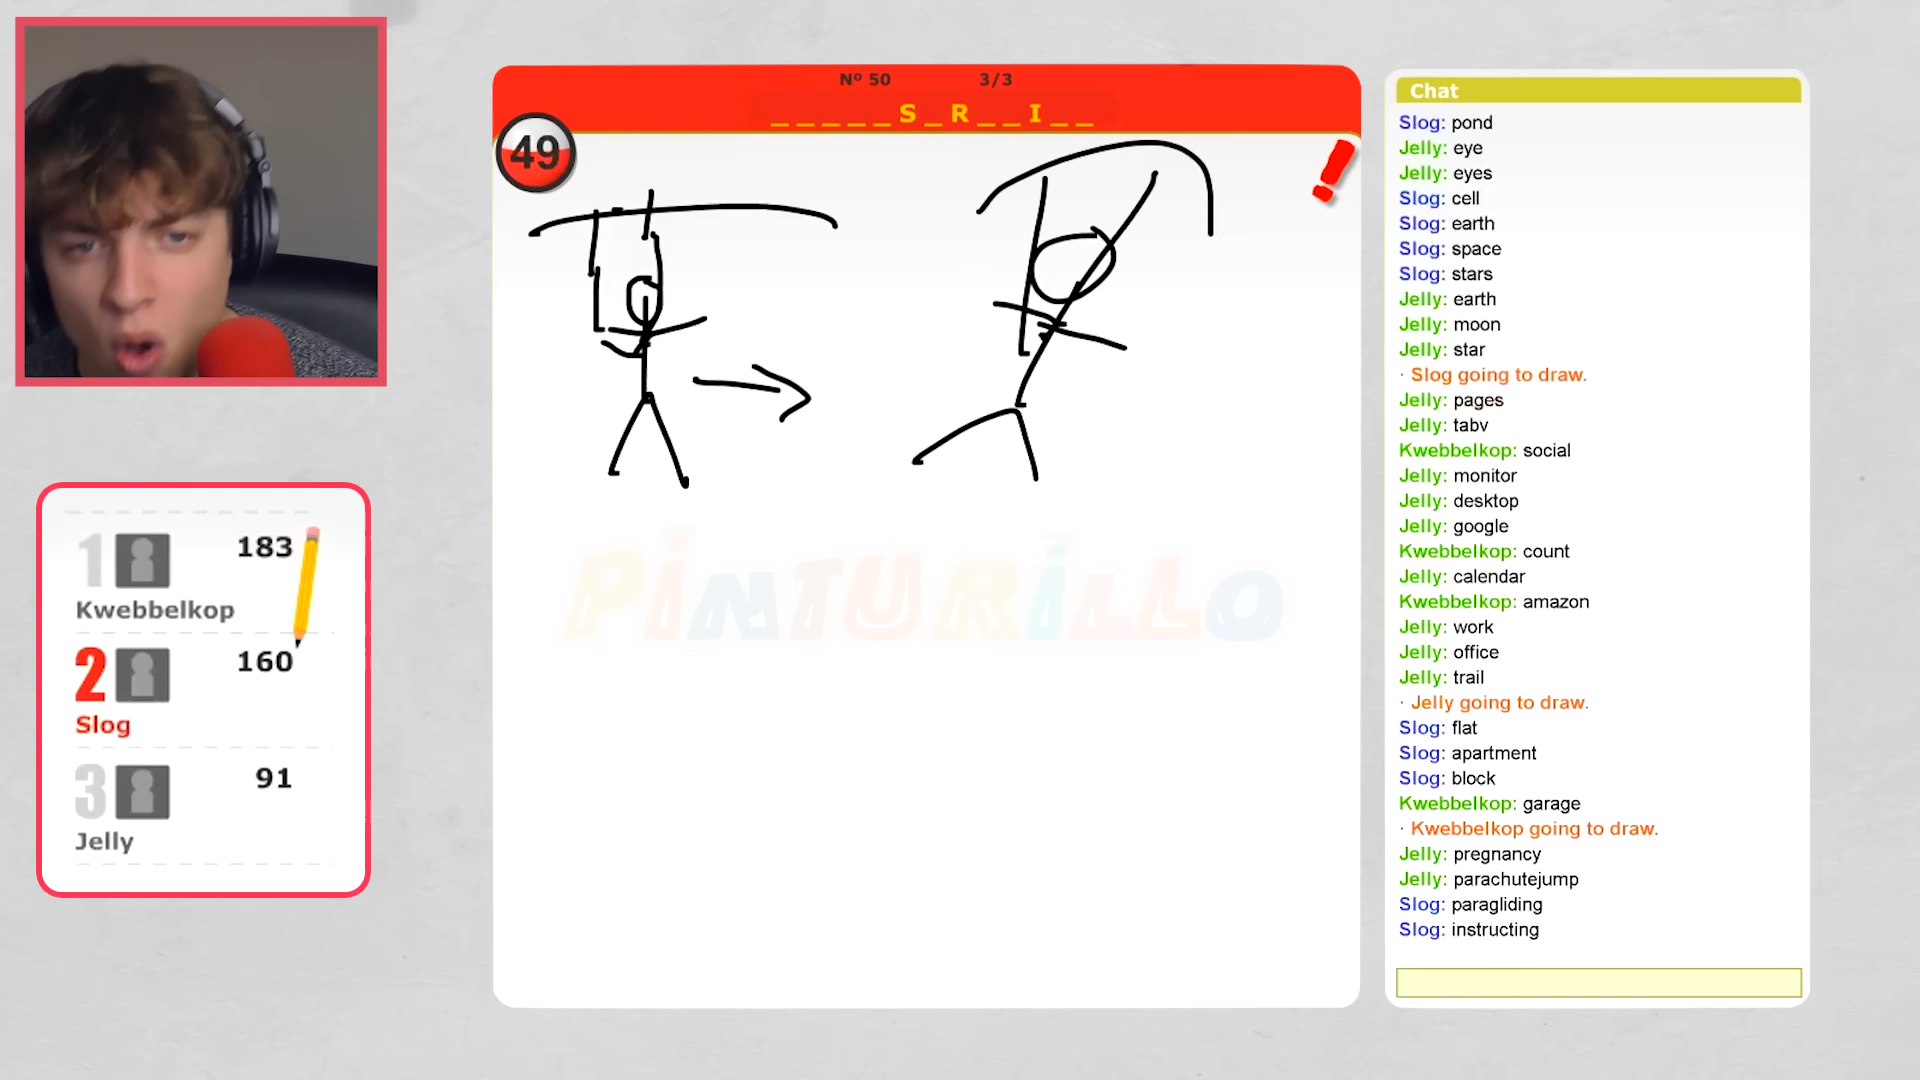 Nº 50 3/3
_ _ _ _ _ S _ R _ _ I _ _
49
!
1 183
Kwebbelkop
2 160
Slog
3 91
Jelly
PINTURILLO
Chat
Slog: pond
Jelly: eye
Jelly: eyes
Slog: cell
Slog: earth
Slog: space
Slog: stars
Jelly: earth
Jelly: moon
Jelly: star
· Slog going to draw.
Jelly: pages
Jelly: tabv
Kwebbelkop: social
Jelly: monitor
Jelly: desktop
Jelly: google
Kwebbelkop: count
Jelly: calendar
Kwebbelkop: amazon
Jelly: work
Jelly: office
Jelly: trail
· Jelly going to draw.
Slog: flat
Slog: apartment
Slog: block
Kwebbelkop: garage
· Kwebbelkop going to draw.
Jelly: pregnancy
Jelly: parachutejump
Slog: paragliding
Slog: instructing